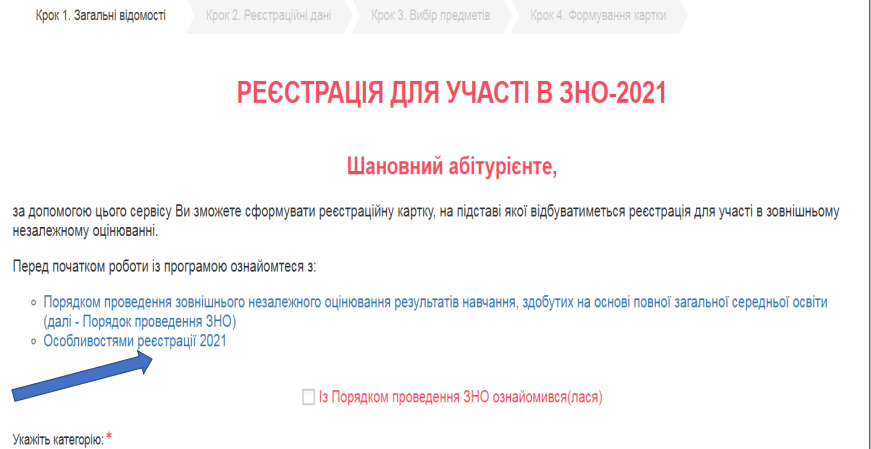 Крок 1. Загальні відомості
Крок 2. Реєстраційні дані
Крок 3. Вибір предметів
Крок 4. Формування картки
РЕЄСТРАЦІЯ ДЛЯ УЧАСТІ В ЗНО-2021
Шановний абітурієнте,
за допомогою цього сервісу Ви зможете сформувати реєстраційну картку, на підставі якої відбуватиметься реєстрація для участі в зовнішньому
незалежному оцінюванні.
Перед початком роботи із програмою ознайомтеся з:
Порядком проведення зовнішнього незалежного оцінювання результатів навчання, здобутих на основі повної загальної середньої освіти
(далі - Порядок проведення ЗНО)
Особливостями реєстрації 2021
Із Порядком проведення ЗНО ознайомився(лася)
Укажіть категорію: *